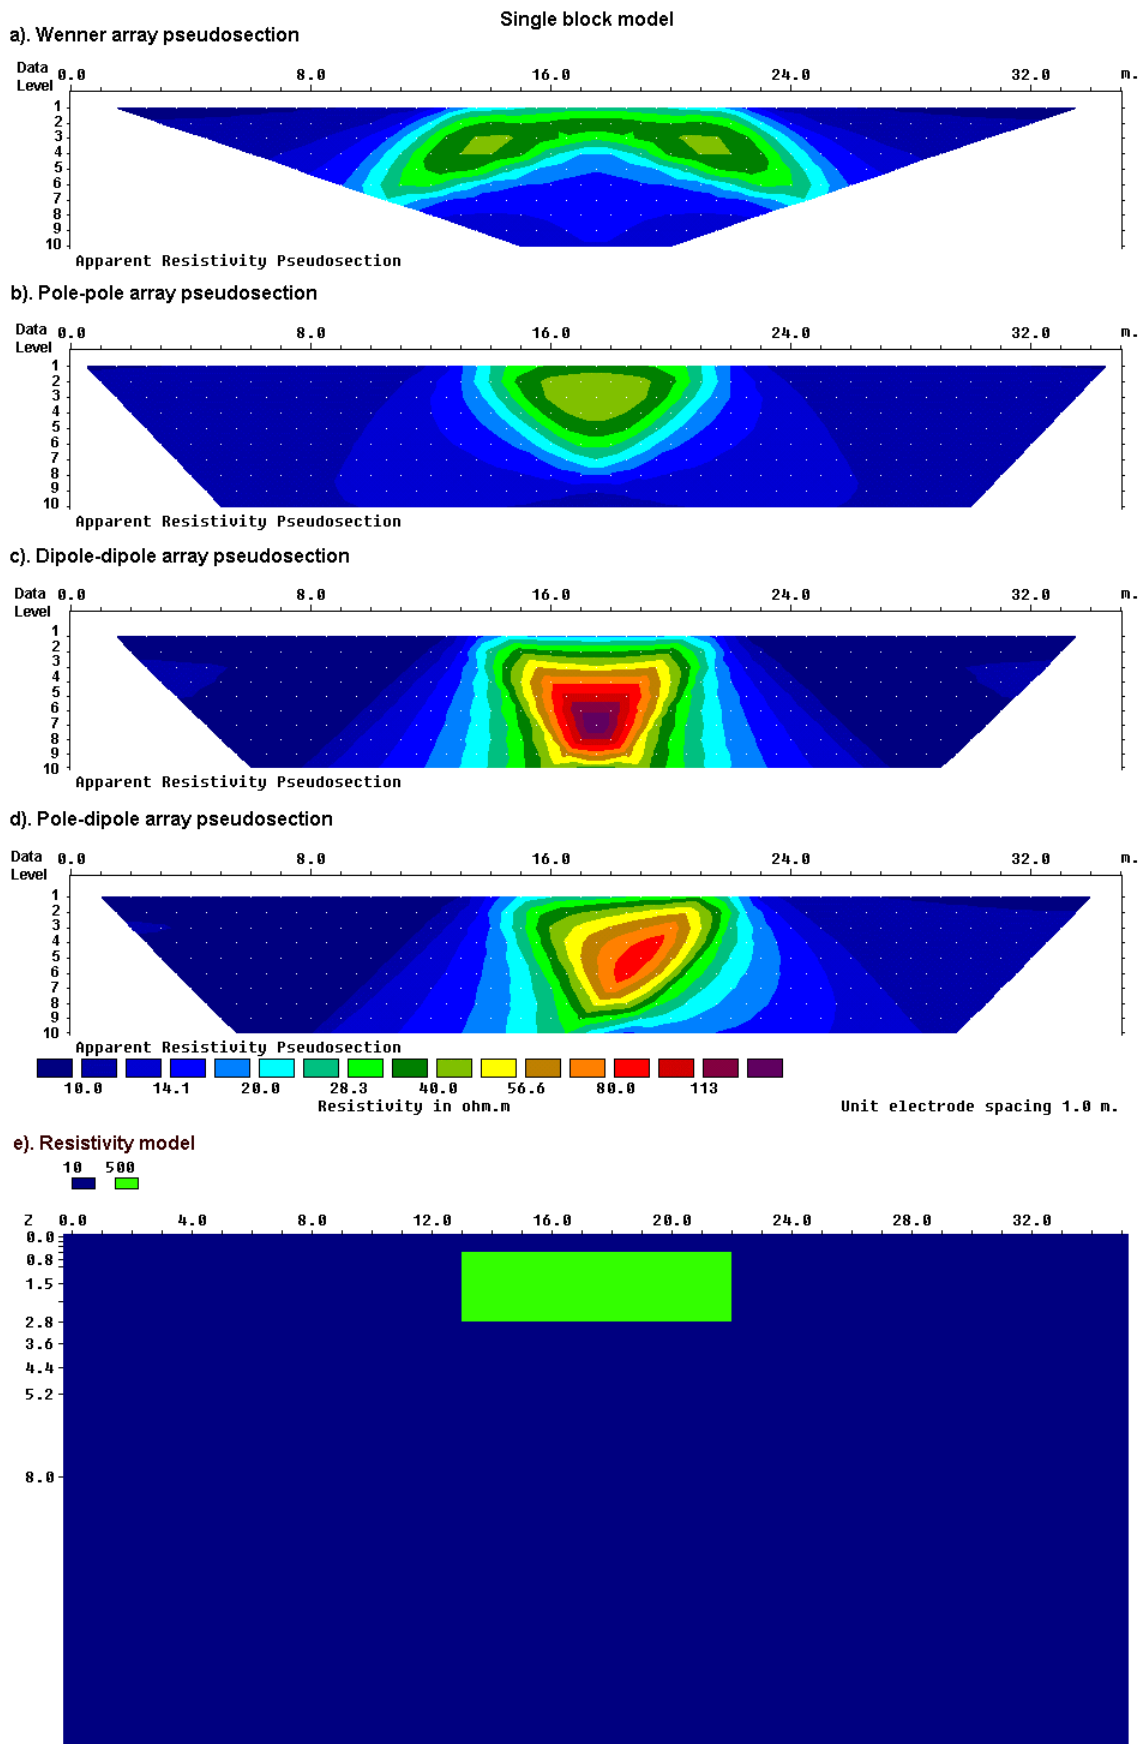 Single block model
a). Wenner array pseudosection
Data 0.0 8.0 16.0 24.0 32.0 m.
Level
1
2
3
4
5
6
7
8
9
10
Apparent Resistivity Pseudosection
b). Pole-pole array pseudosection
Data 0.0 8.0 16.0 24.0 32.0 m.
Level
1
2
3
4
5
6
7
8
9
10
Apparent Resistivity Pseudosection
c). Dipole-dipole array pseudosection
Data 0.0 8.0 16.0 24.0 32.0 m.
Level
1
2
3
4
5
6
7
8
9
10
Apparent Resistivity Pseudosection
d). Pole-dipole array pseudosection
Data 0.0 8.0 16.0 24.0 32.0 m.
Level
1
2
3
4
5
6
7
8
9
10
Apparent Resistivity Pseudosection
10.0 14.1 20.0 28.3 40.0 56.6 80.0 113
Resistivity in ohm.m Unit electrode spacing 1.0 m.
e). Resistivity model
10 500
Z 0.0 4.0 8.0 12.0 16.0 20.0 24.0 28.0 32.0
0.0
0.8
1.5
2.8
3.6
4.4
5.2
8.0